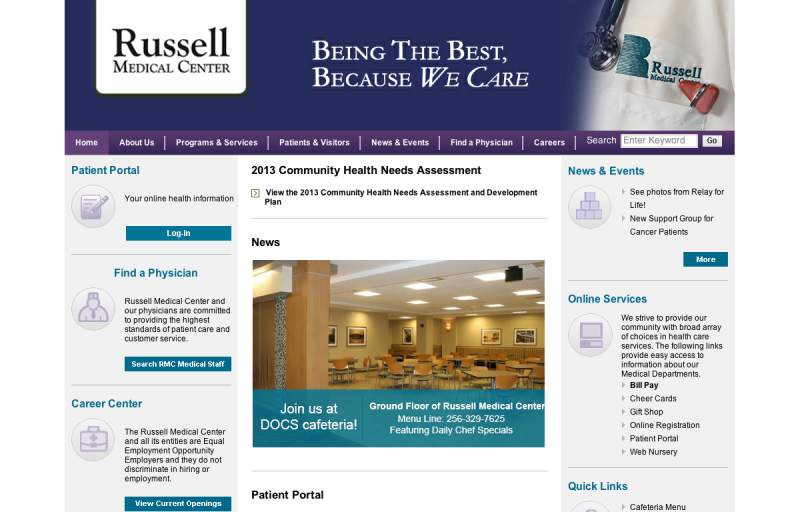 Russell
MEDICAL CENTER
BEING THE BEST,
BECAUSE WE CARE
Russell
Medical Center
Home
About Us
Programs & Services
Patients & Visitors
News & Events
Find a Physician
Careers
Search
Enter Keyword
Go
Patient Portal
Your online health information
Log-In
Find a Physician
Russell Medical Center and
our physicians are committed
to providing the highest
standards of patient care and
customer service.
Search RMC Medical Staff
Career Center
The Russell Medical Center
and all its entities are Equal
Employment Opportunity
Employers and they do not
discriminate in hiring or
employment.
View Current Openings
2013 Community Health Needs Assessment
View the 2013 Community Health Needs Assessment and Development
Plan
News
Join us at
DOCS cafeteria!
Ground Floor of Russell Medical Center
Menu Line: 256-329-7625
Featuring Daily Chef Specials
Patient Portal
News & Events
See photos from Relay for
Life!
New Support Group for
Cancer Patients
More
Online Services
We strive to provide our
community with broad array
of choices in health care
services. The following links
provide easy access to
information about our
Medical Departments.
Bill Pay
Cheer Cards
Gift Shop
Online Registration
Patient Portal
Web Nursery
Quick Links
Cafeteria Menu